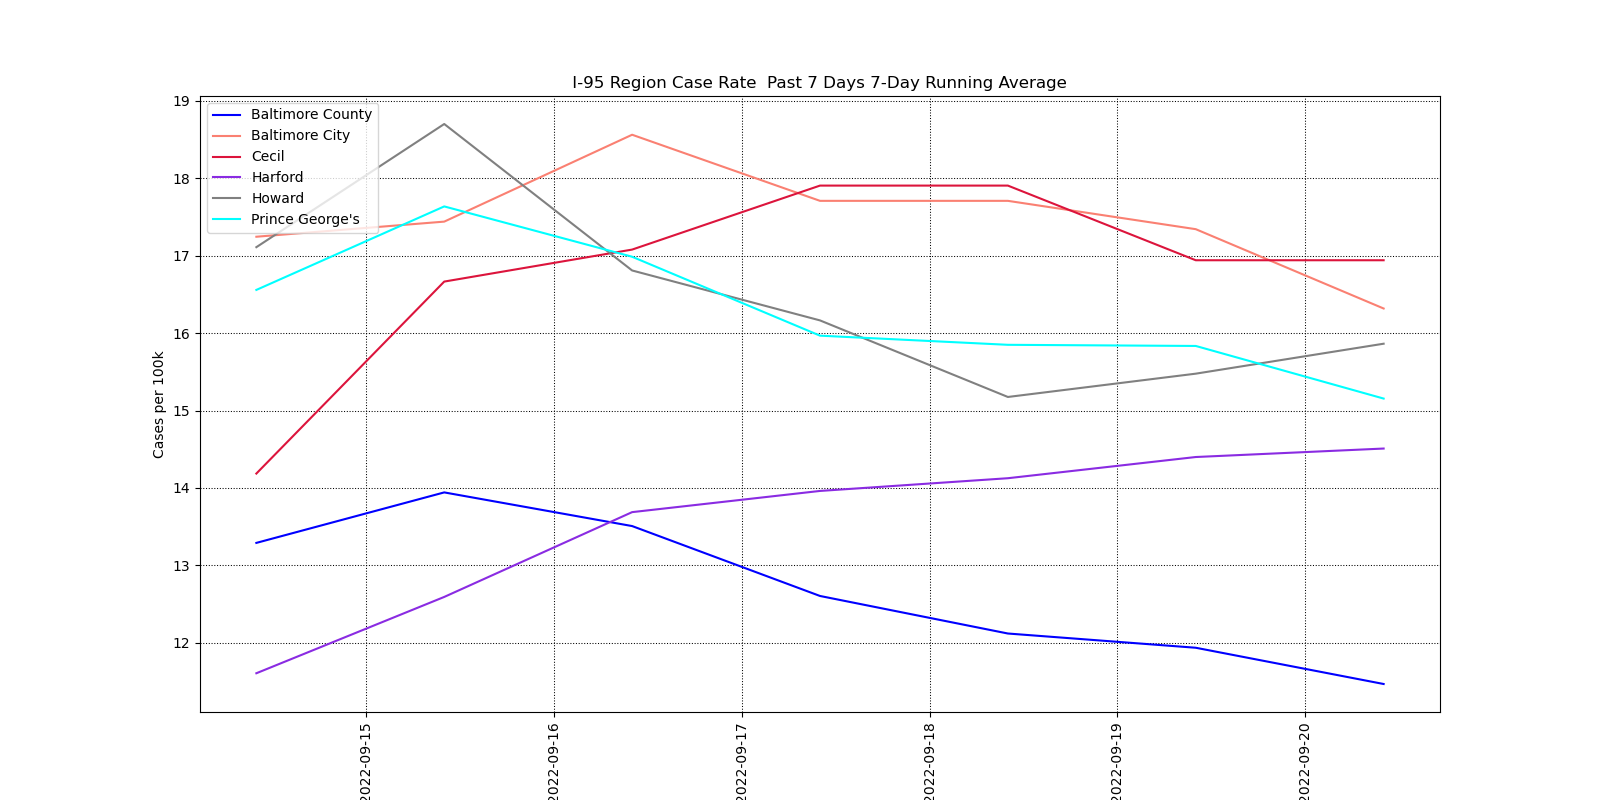 I-95 Region Case Rate  Past 7 Days 7-Day Running Average
Cases per 100k
19
18
17
16
15
14
13
12
Baltimore County
Baltimore City
Cecil
Harford
Howard
Prince George's
2022-09-15
2022-09-16
2022-09-17
2022-09-18
2022-09-19
2022-09-20